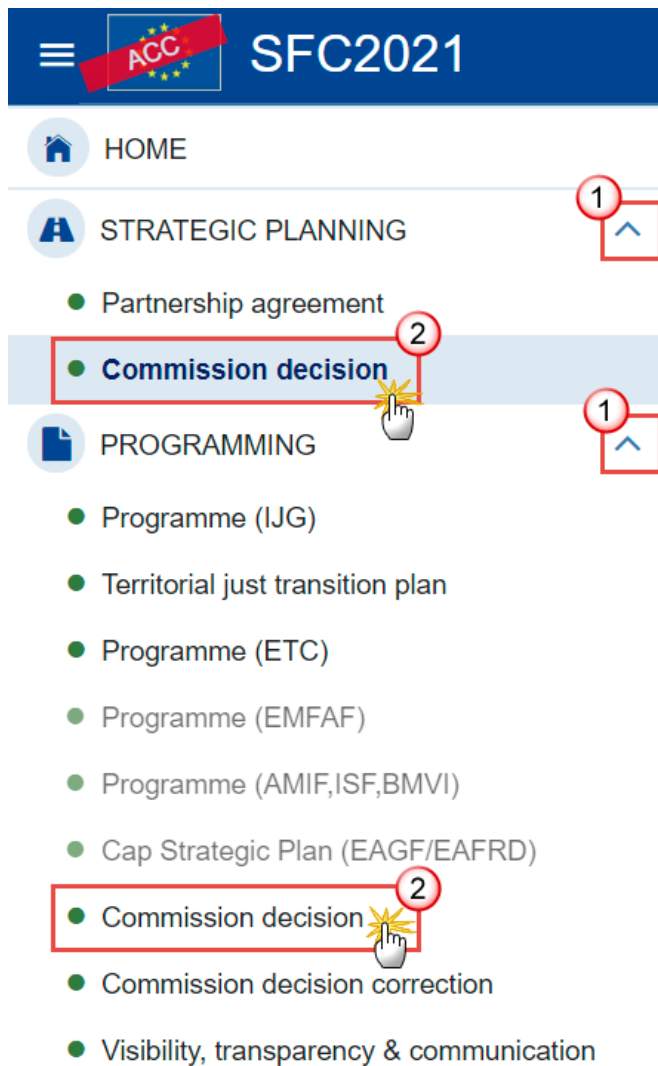 ACC SFC2021
HOME
1
STRATEGIC PLANNING
Partnership agreement
2
Commission decision
1
PROGRAMMING
Programme (IJG)
Territorial just transition plan
Programme (ETC)
Programme (EMFAF)
Programme (AMIF,ISF,BMVI)
Cap Strategic Plan (EAGF/EAFRD)
2
Commission decision
Commission decision correction
Visibility, transparency & communication